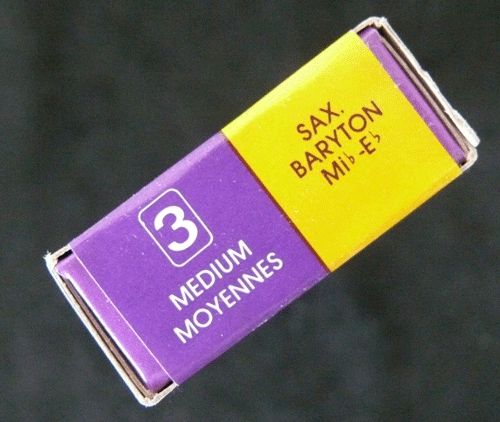 SAX.
BARYTON
Mi♭-E♭
3
MEDIUM
MOYENNES